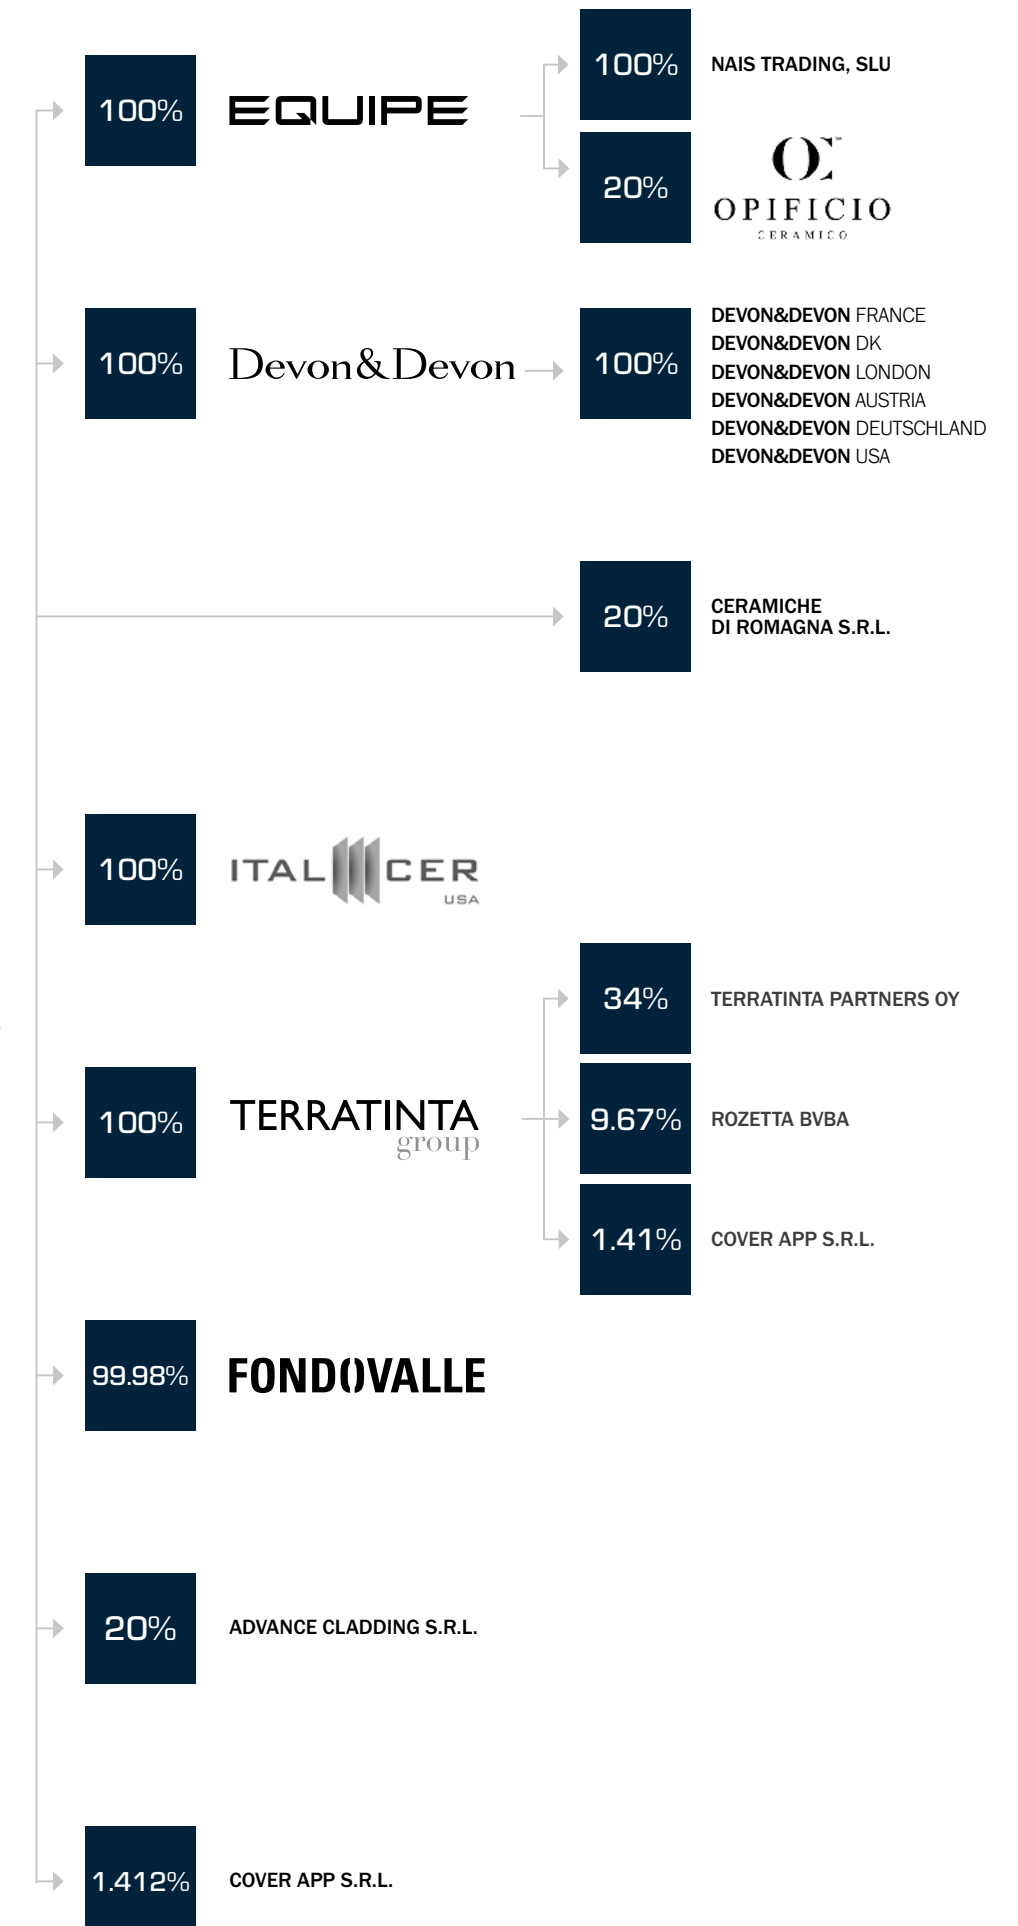 100%
EQUIPE
100%
NAIS TRADING, SLU
20%
OC™
OPIFICIO
CERAMICO
100%
Devon&Devon
100%
DEVON&DEVON FRANCE
DEVON&DEVON DK
DEVON&DEVON LONDON
DEVON&DEVON AUSTRIA
DEVON&DEVON DEUTSCHLAND
DEVON&DEVON USA
20%
CERAMICHE
DI ROMAGNA S.R.L.
100%
ITALCER
USA
100%
TERRATINTA
group
34%
TERRATINTA PARTNERS OY
9.67%
ROZETTA BVBA
1.41%
COVER APP S.R.L.
99.98%
FONDOVALLE
20%
ADVANCE CLADDING S.R.L.
1.412%
COVER APP S.R.L.